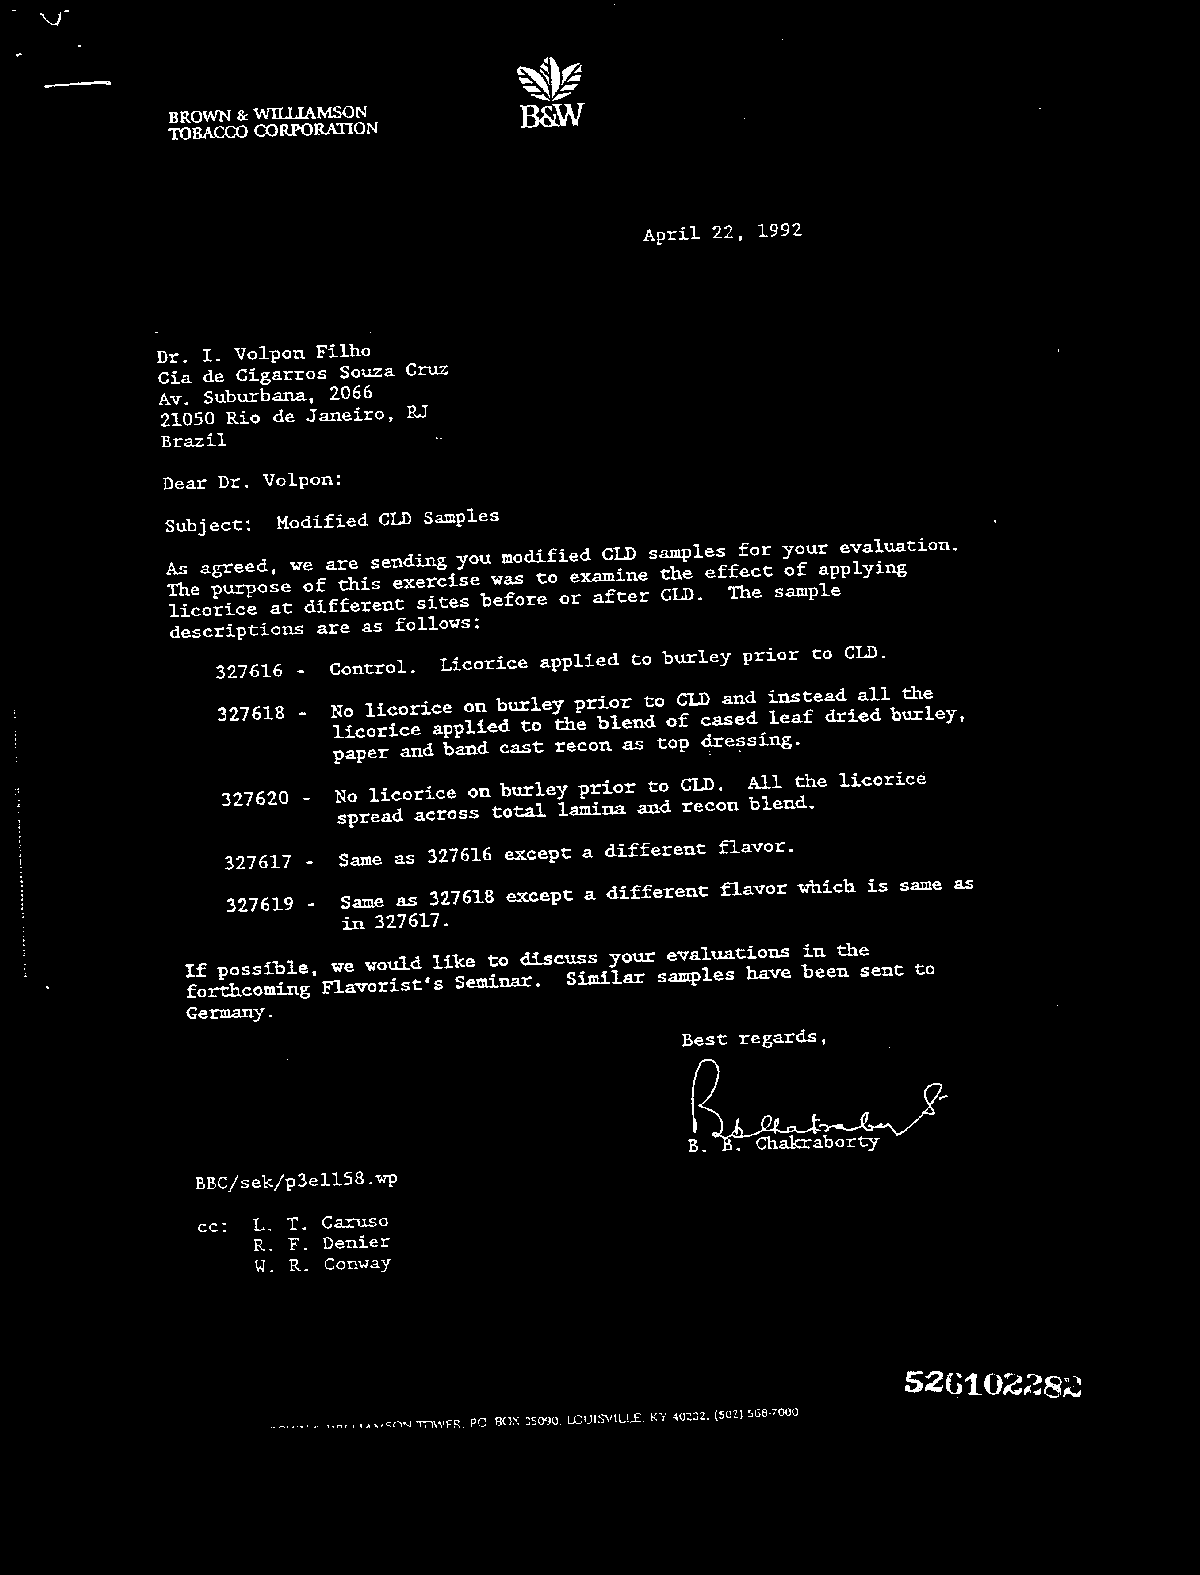 BROWN & WILLIAMSON
TOBACCO CORPORATION
B&W
April 22, 1992
Dr. I. Volpon Filho
Cia de Cigarros Souza Cruz
Av. Suburbana, 2066
21050 Rio de Janeiro, RJ
Brazil
Dear Dr. Volpon:
Subject: Modified CLD Samples
As agreed, we are sending you modified CLD samples for your evaluation.
The purpose of this exercise was to examine the effect of applying
licorice at different sites before or after CLD. The sample
descriptions are as follows:
327616 - Control. Licorice applied to burley prior to CLD.
327618 - No licorice on burley prior to CLD and instead all the
licorice applied to the blend of cased leaf dried burley,
paper and band cast recon as top dressing.
327620 - No licorice on burley prior to CLD. All the licorice
spread across total lamina and recon blend.
327617 - Same as 327616 except a different flavor.
327619 - Same as 327618 except a different flavor which is same as
in 327617.
If possible, we would like to discuss your evaluations in the
forthcoming Flavorist's Seminar. Similar samples have been sent to
Germany.
Best regards,
B. B. Chakraborty
BBC/sek/p3e1158.wp
cc: L. T. Caruso
R. F. Denier
W. R. Conway
526102282
WILLIAMSON TOWER, P.O. BOX 35090, LOUISVILLE, KY 40232, (502) 568-7000